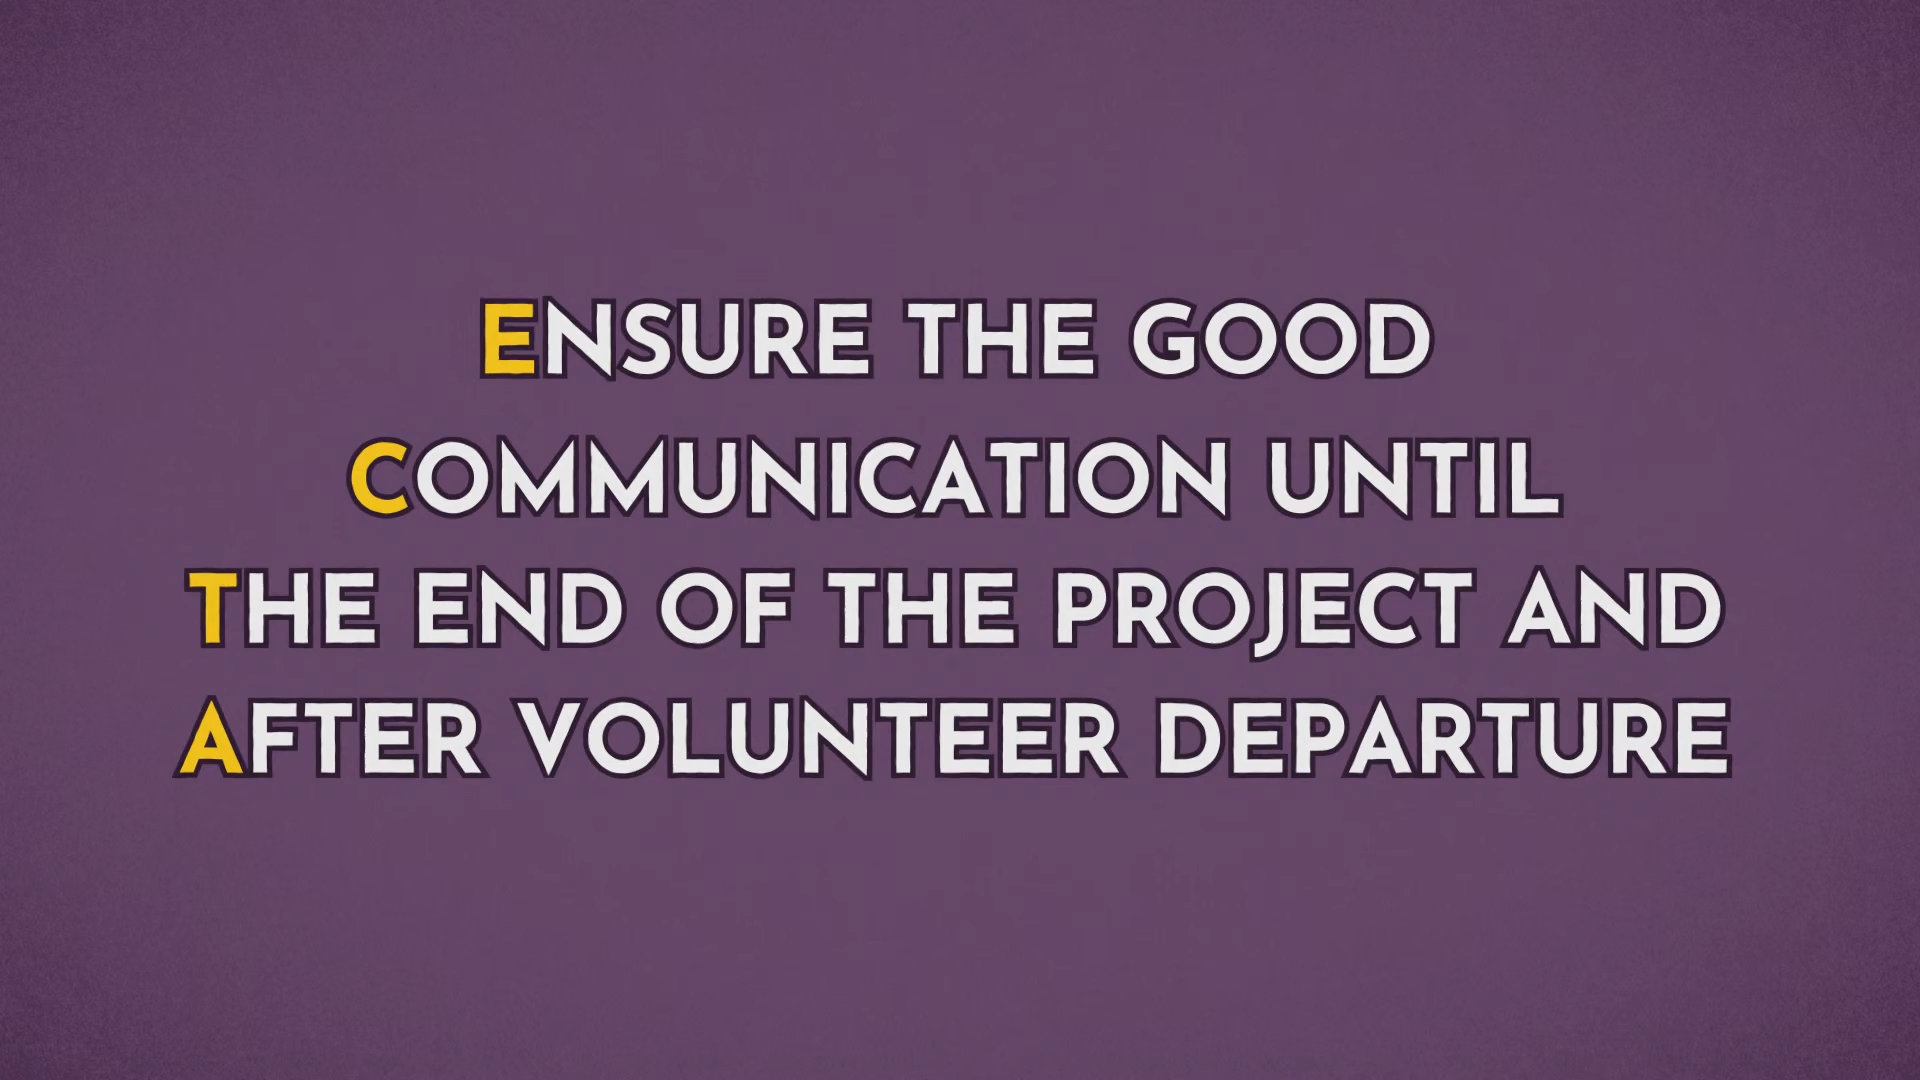 ENSURE THE GOOD
COMMUNICATION UNTIL
THE END OF THE PROJECT AND
AFTER VOLUNTEER DEPARTURE